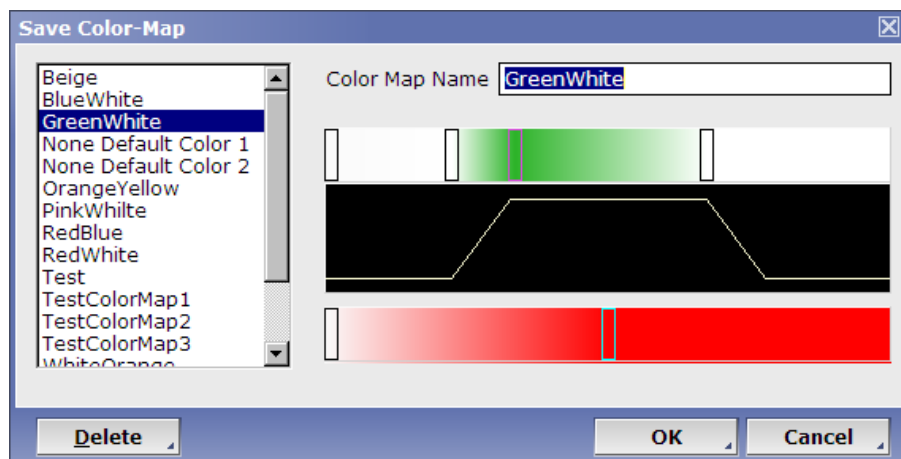 Save Color-Map
Beige
BlueWhite
GreenWhite
None Default Color 1
None Default Color 2
OrangeYellow
PinkWhilte
RedBlue
RedWhite
Test
TestColorMap1
TestColorMap2
TestColorMap3
WhiteOrange
Color Map Name GreenWhite
Delete
OK
Cancel